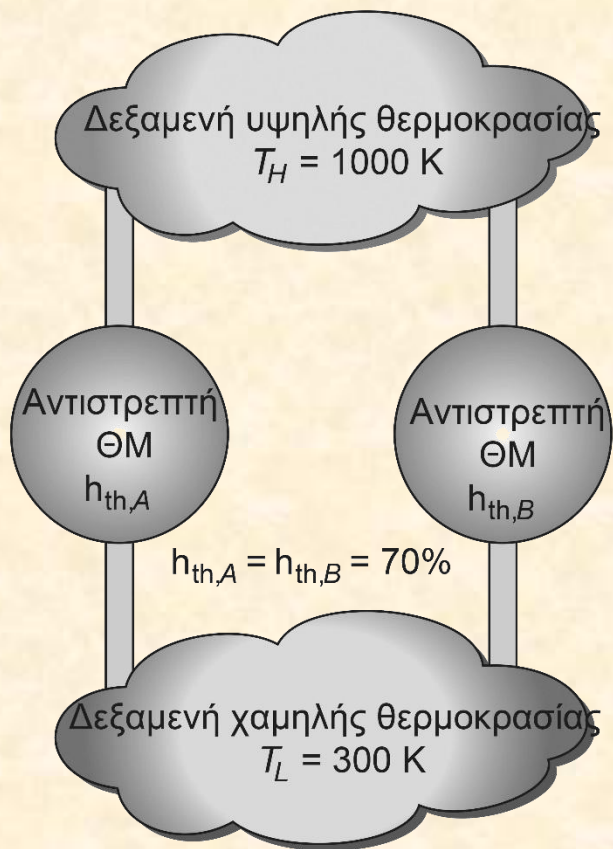 Δεξαμενή υψηλής θερμοκρασίας
T_H = 1000 K
Αντιστρεπτή
ΘΜ
h_th,A
Αντιστρεπτή
ΘΜ
h_th,B
h_th,A = h_th,B = 70%
Δεξαμενή χαμηλής θερμοκρασίας
T_L = 300 K